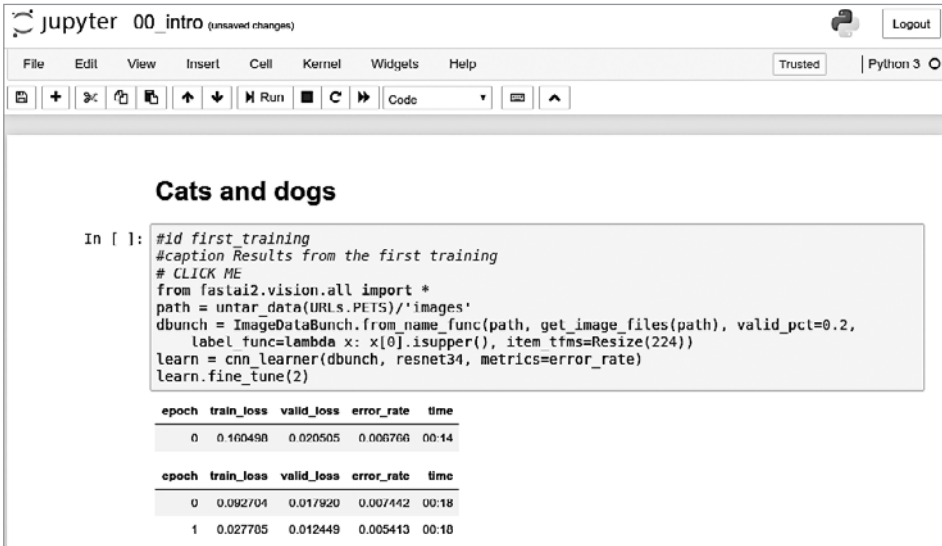 jupyter 00_intro (unsaved changes) Logout
File Edit View Insert Cell Kernel Widgets Help Trusted Python 3
Run Code
Cats and dogs
In [ ]: #id first_training
#caption Results from the first training
# CLICK ME
from fastai2.vision.all import *
path = untar_data(URLs.PETS)/'images'
dbunch = ImageDataBunch.from_name_func(path, get_image_files(path), valid_pct=0.2,
    label_func=lambda x: x[0].isupper(), item_tfms=Resize(224))
learn = cnn_learner(dbunch, resnet34, metrics=error_rate)
learn.fine_tune(2)
epoch train_loss valid_loss error_rate time
0 0.160498 0.020505 0.006766 00:14
epoch train_loss valid_loss error_rate time
0 0.092704 0.017920 0.007442 00:18
1 0.027785 0.012449 0.005413 00:18